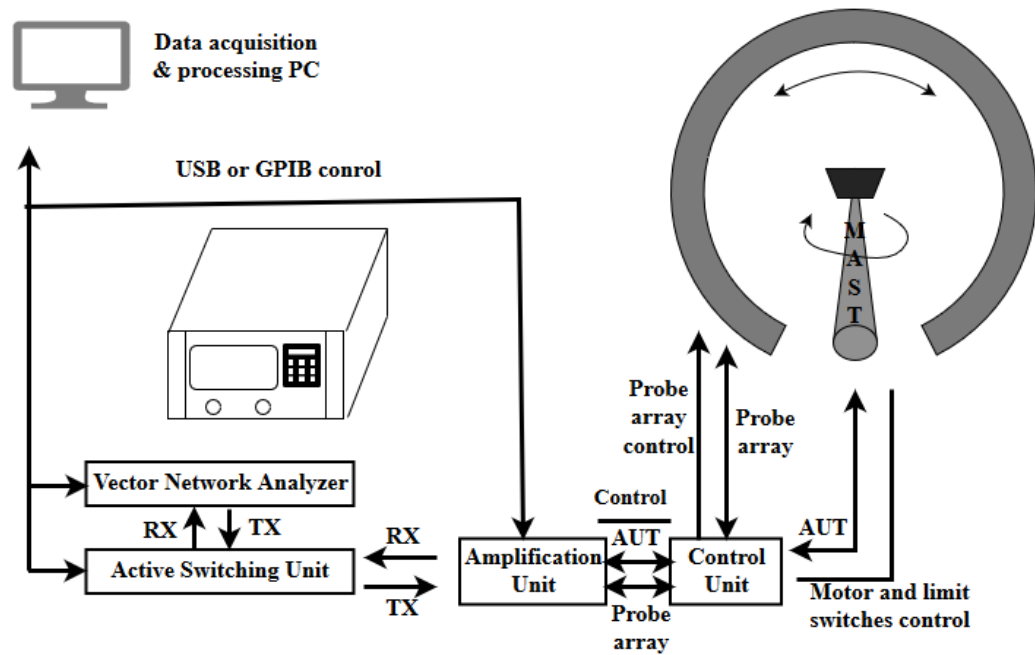 Data acquisition
& processing PC
USB or GPIB conrol
M
A
S
T
Probe
array
control
Probe
array
Vector Network Analyzer
RX
TX
Active Switching Unit
RX
TX
Amplification
Unit
Control
AUT
Probe
array
Control
Unit
AUT
Motor and limit
switches control